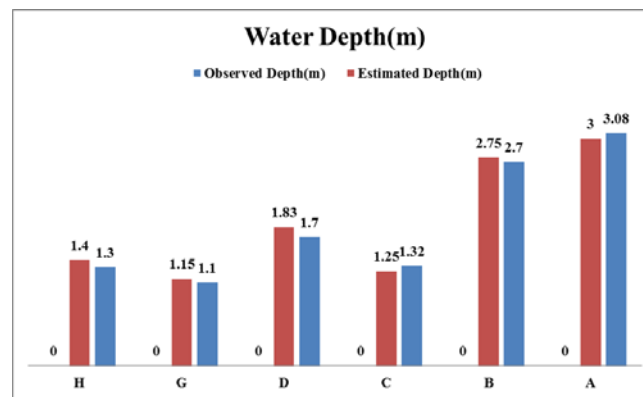 Water Depth(m)
Observed Depth(m) Estimated Depth(m)
3 3.08
2.75 2.7
1.83 1.7
1.4 1.3
1.25 1.32
1.15 1.1
0 0 0 0 0 0
H G D C B A